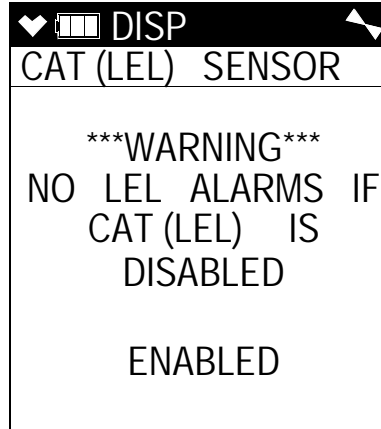 DISP
CAT (LEL) SENSOR
***WARNING***
NO LEL ALARMS IF
CAT (LEL) IS
DISABLED
ENABLED